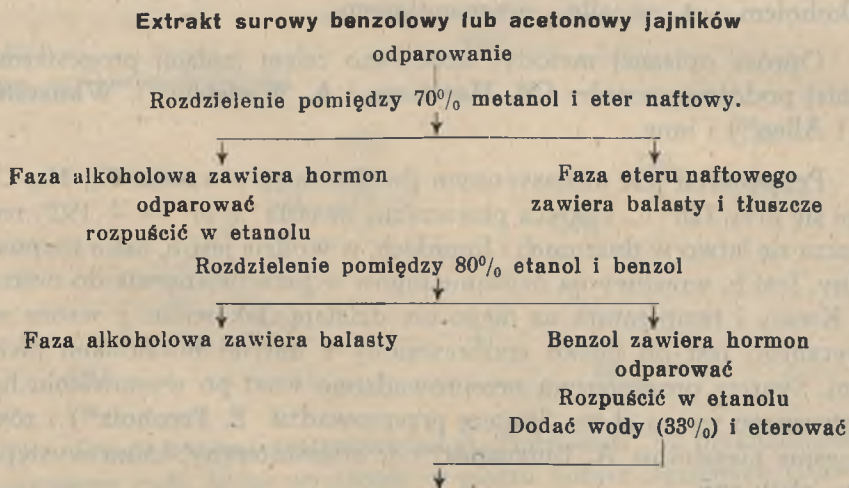 Extrakt surowy benzolowy lub acetonowy jajników
odparowanie
Rozdzielenie pomiędzy 70% metanol i eter naftowy.
Faza alkoholowa zawiera hormon
odparować
rozpuścić w etanolu
Faza eteru naftowego
zawiera balasty i tłuszcze
Rozdzielenie pomiędzy 80% etanol i benzol
Faza alkoholowa zawiera balasty
Benzol zawiera hormon
odparować
Rozpuścić w etanolu
Dodać wody (33%) i eterować